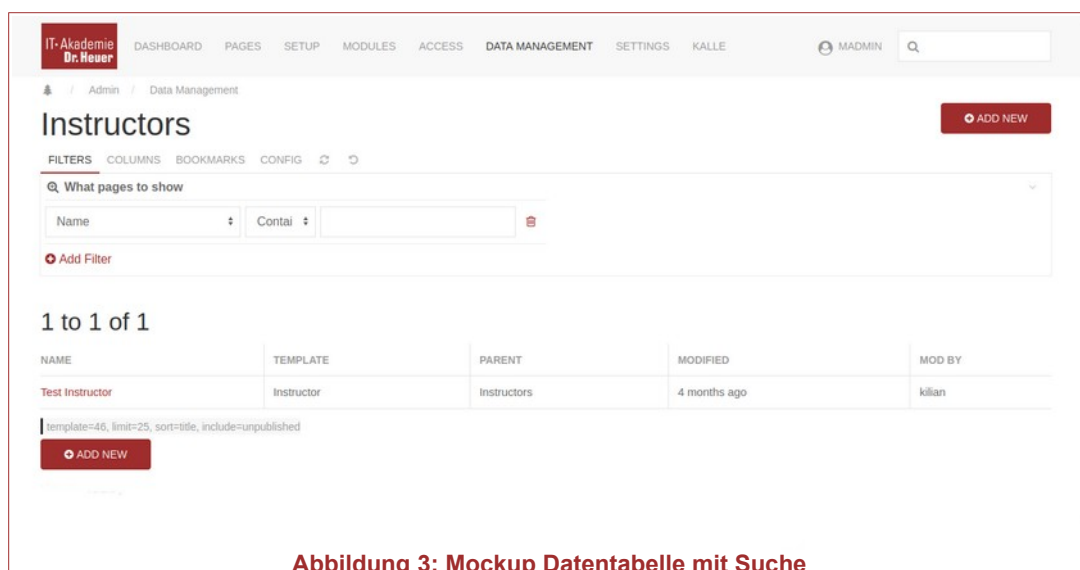 IT-Akademie
Dr. Heuer
DASHBOARD PAGES SETUP MODULES ACCESS DATA MANAGEMENT SETTINGS KALLE MADMIN
/ Admin / Data Management
Instructors
ADD NEW
FILTERS COLUMNS BOOKMARKS CONFIG
What pages to show
Name Contai
Add Filter
1 to 1 of 1
NAME TEMPLATE PARENT MODIFIED MOD BY
Test Instructor Instructor Instructors 4 months ago kilian
template=46, limit=25, sort=title, include=unpublished
ADD NEW
Abbildung 3: Mockup Datentabelle mit Suche